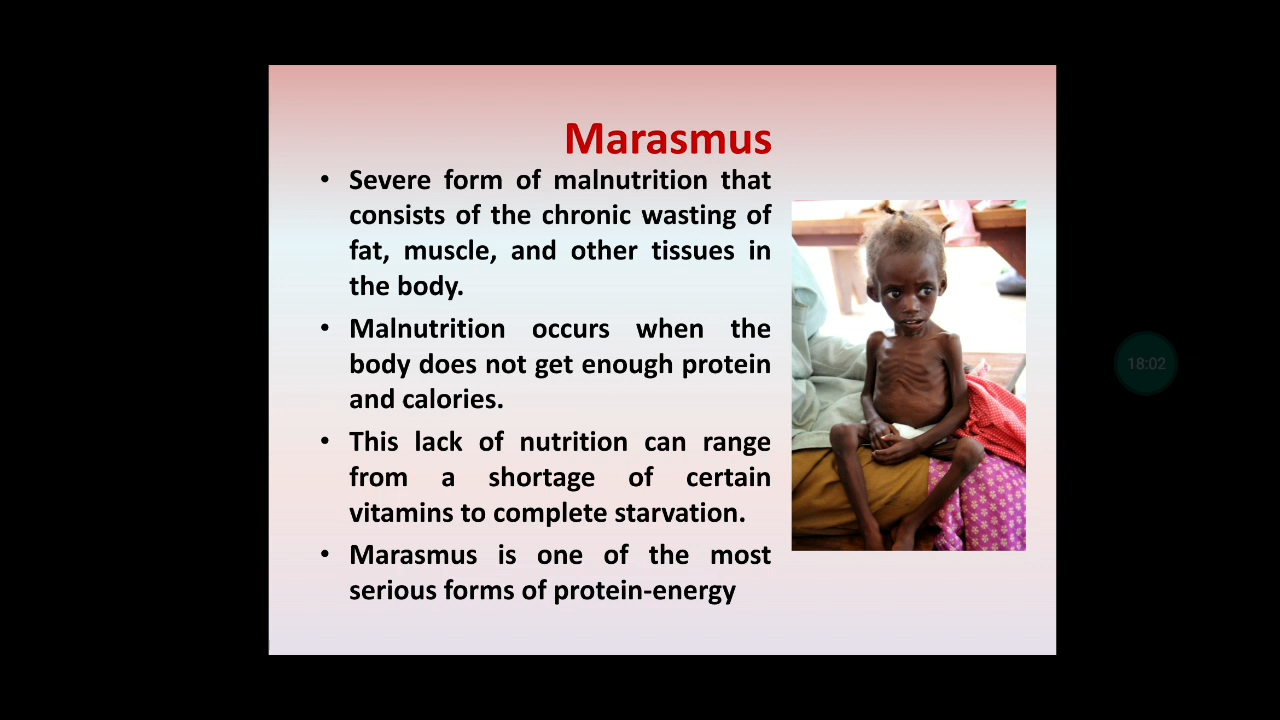 Marasmus
• Severe form of malnutrition that
consists of the chronic wasting of
fat, muscle, and other tissues in
the body.
• Malnutrition occurs when the
body does not get enough protein
and calories.
• This lack of nutrition can range
from a shortage of certain
vitamins to complete starvation.
• Marasmus is one of the most
serious forms of protein-energy
18:02